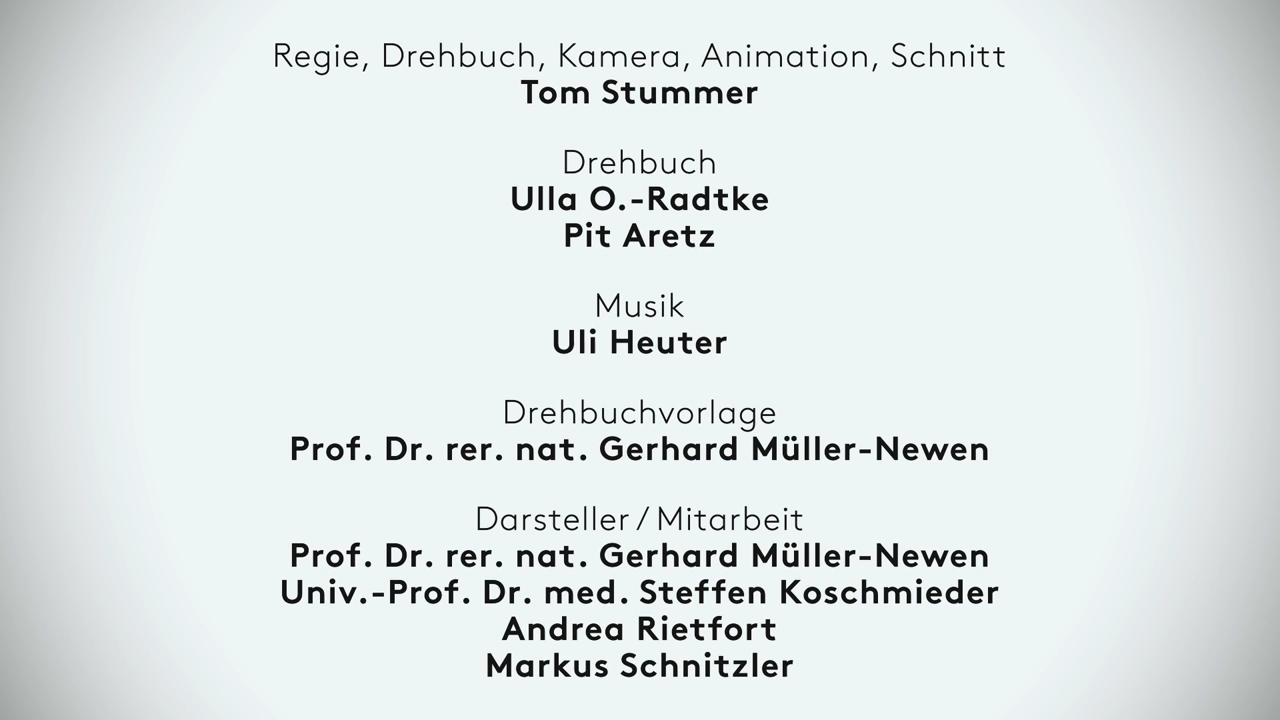 Regie, Drehbuch, Kamera, Animation, Schnitt
Tom Stummer
Drehbuch
Ulla O.-Radtke
Pit Aretz
Musik
Uli Heuter
Drehbuchvorlage
Prof. Dr. rer. nat. Gerhard Müller-Newen
Darsteller / Mitarbeit
Prof. Dr. rer. nat. Gerhard Müller-Newen
Univ.-Prof. Dr. med. Steffen Koschmieder
Andrea Rietfort
Markus Schnitzler